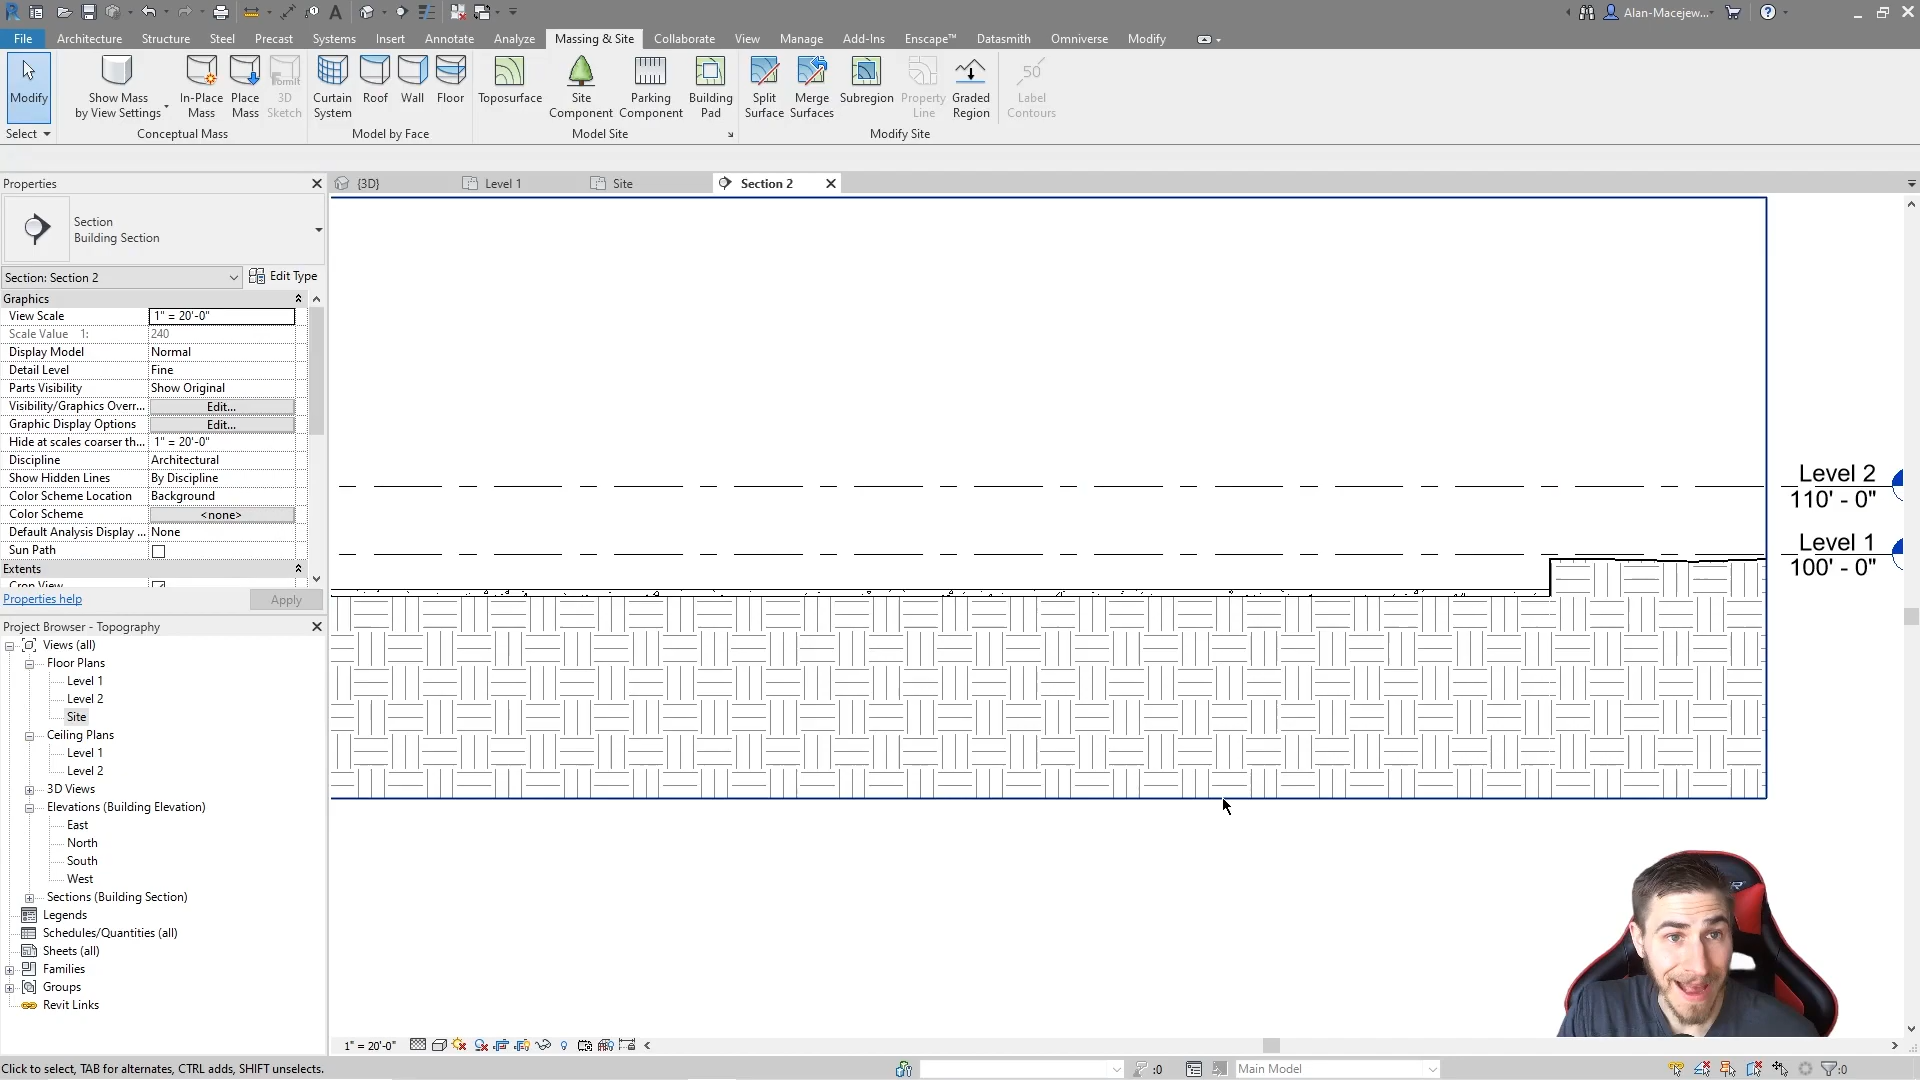 Alan-Macejew...
File Architecture Structure Steel Precast Systems Insert Annotate Analyze Massing & Site Collaborate View Manage Add-Ins Enscape™ Datasmith Omniverse Modify
Modify
Show Mass
by View Settings
In-Place
Mass
Place
Mass
3D
Sketch
Curtain
System
Roof
Wall
Floor
Toposurface
Site
Component
Parking
Component
Building
Pad
Split
Surface
Merge
Surfaces
Subregion
Property
Line
Graded
Region
Label
Contours
Select
Conceptual Mass
Model by Face
Model Site
Modify Site
Properties
{3D}
Level 1
Site
Section 2
Section
Building Section
Section: Section 2
Edit Type
Graphics
View Scale 1" = 20'-0"
Scale Value 1: 240
Display Model Normal
Detail Level Fine
Parts Visibility Show Original
Visibility/Graphics Overr... Edit...
Graphic Display Options Edit...
Hide at scales coarser th... 1" = 20'-0"
Discipline Architectural
Show Hidden Lines By Discipline
Color Scheme Location Background
Color Scheme <none>
Default Analysis Display ... None
Sun Path
Extents
Crop View
Properties help
Apply
Project Browser - Topography
Views (all)
Floor Plans
Level 1
Level 2
Site
Ceiling Plans
Level 1
Level 2
3D Views
Elevations (Building Elevation)
East
North
South
West
Sections (Building Section)
Legends
Schedules/Quantities (all)
Sheets (all)
Families
Groups
Revit Links
Level 2
110' - 0"
Level 1
100' - 0"
1" = 20'-0"
Click to select, TAB for alternates, CTRL adds, SHIFT unselects.
:0
Main Model
:0